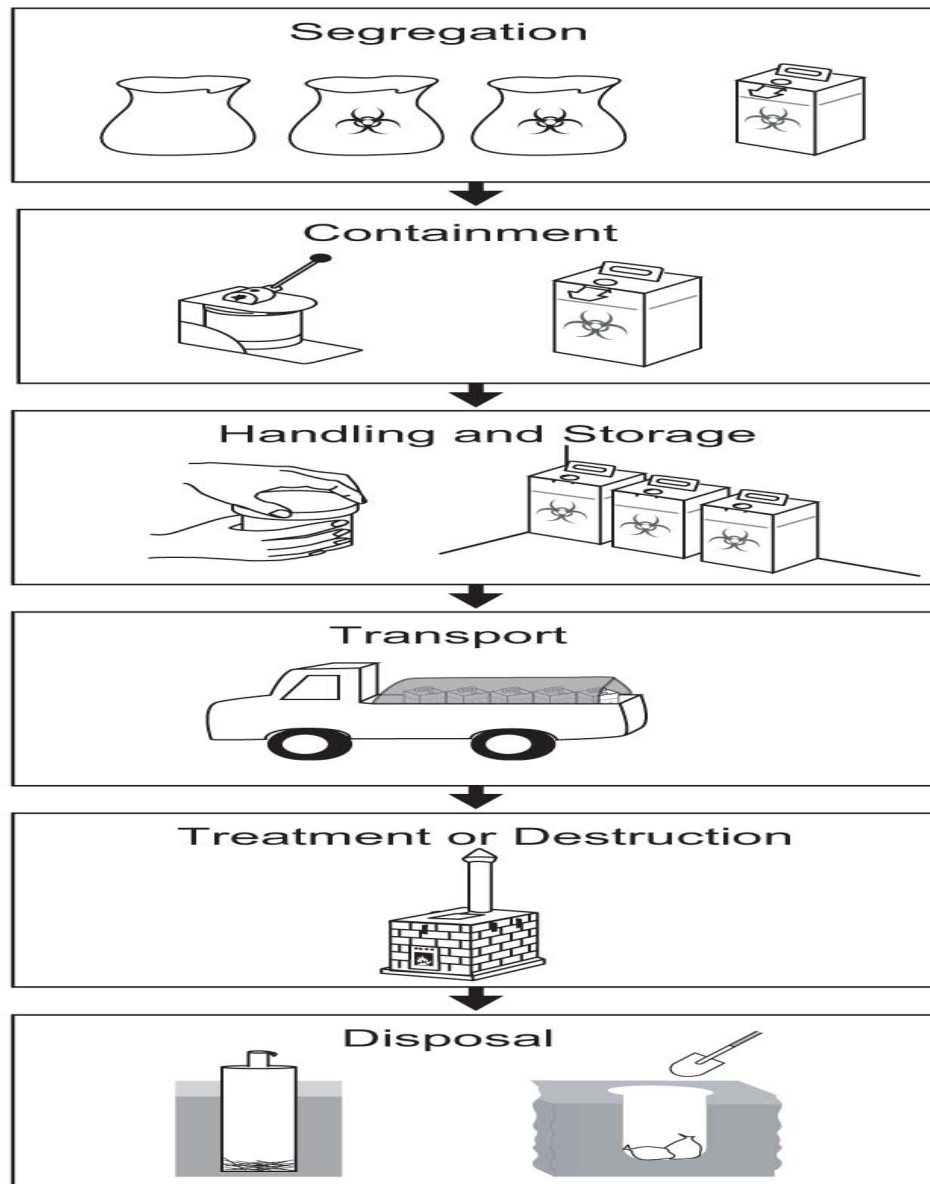 Segregation
Containment
Handling and Storage
Transport
Treatment or Destruction
Disposal